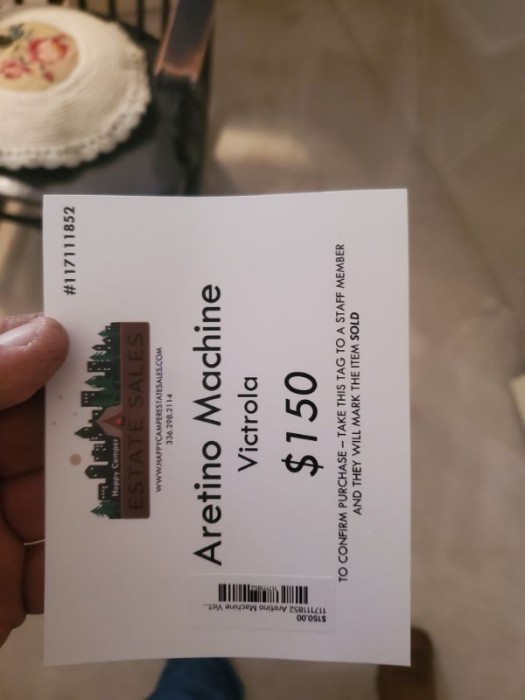 #117111852
Happy Camper
ESTATE SALES
WWW.HAPPYCAMPERESTATESALES.COM
336.298.2114
Aretino Machine
Victrola
$150
TO CONFIRM PURCHASE – TAKE THIS TAG TO A STAFF MEMBER
AND THEY WILL MARK THE ITEM SOLD
117111852
117111852 Aretino Machine Vict...
$150.00